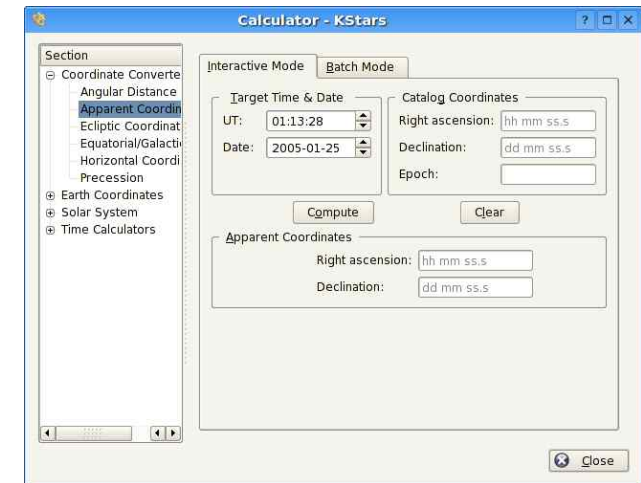 Calculator - KStars
Section
Coordinate Converte
Angular Distance
Apparent Coordin
Ecliptic Coordinat
Equatorial/Galacti
Horizontal Coordi
Precession
Earth Coordinates
Solar System
Time Calculators
Interactive Mode
Batch Mode
Target Time & Date
UT: 01:13:28
Date: 2005-01-25
Catalog Coordinates
Right ascension: hh mm ss.s
Declination: dd mm ss.s
Epoch:
Compute
Clear
Apparent Coordinates
Right ascension: hh mm ss.s
Declination: dd mm ss.s
Close